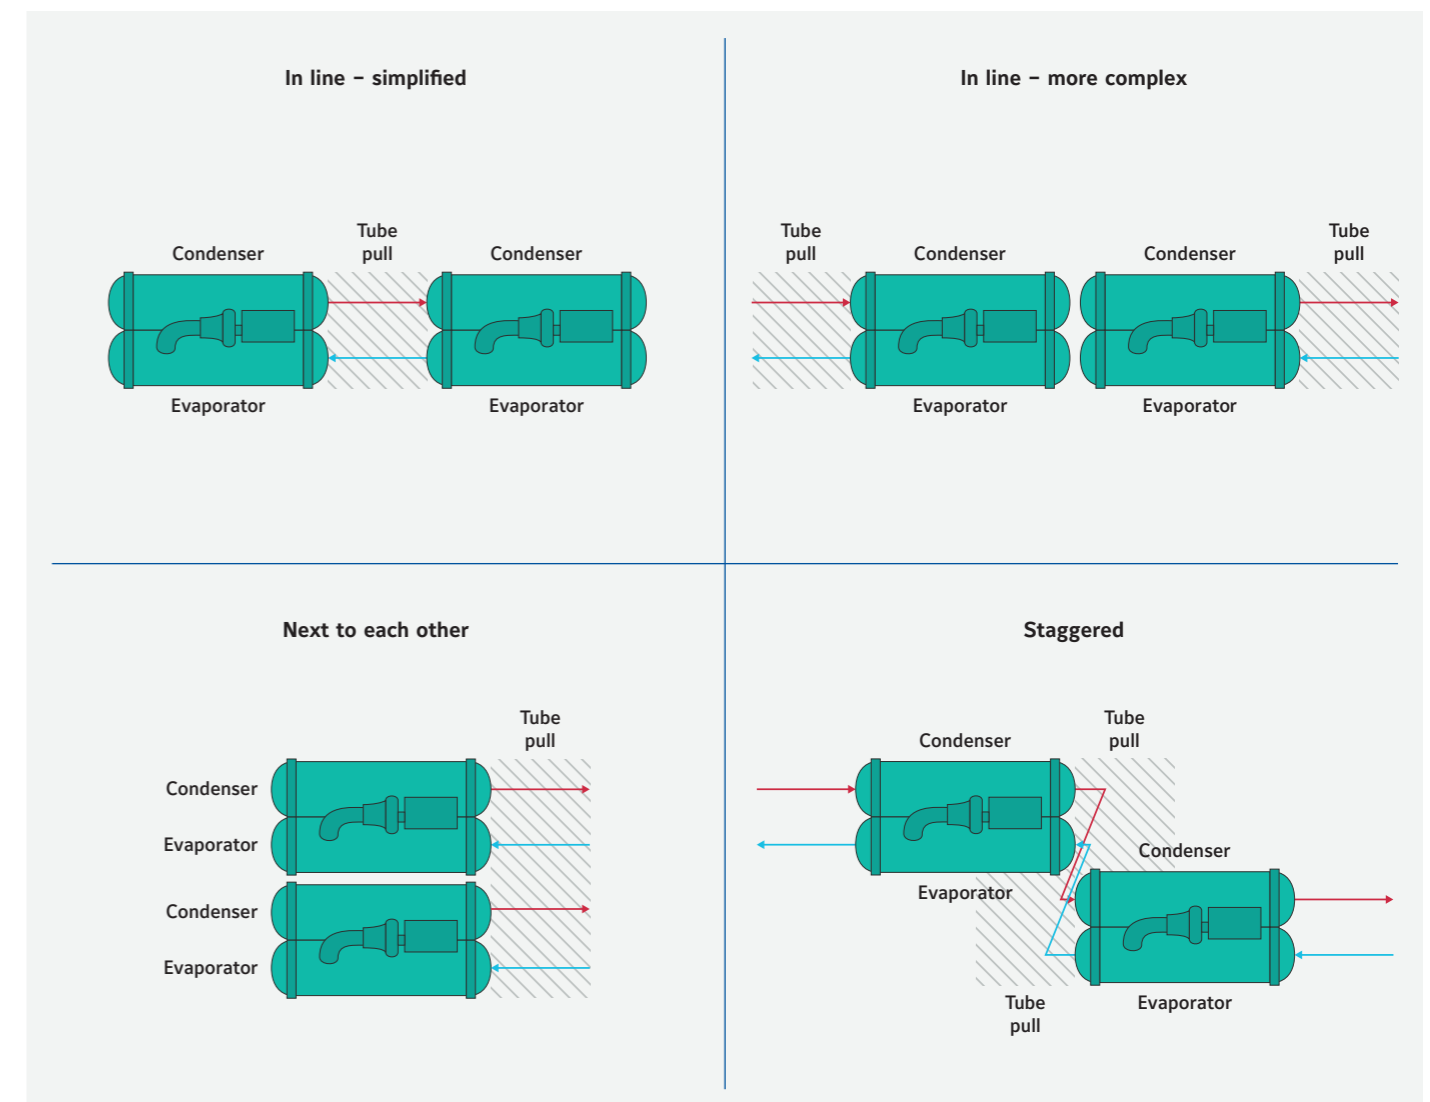 In line – simplified
Tube
pull
Condenser
Condenser
Evaporator
Evaporator
In line – more complex
Tube
pull
Tube
pull
Condenser
Condenser
Evaporator
Evaporator
Next to each other
Tube
pull
Condenser
Evaporator
Condenser
Evaporator
Staggered
Tube
pull
Condenser
Condenser
Evaporator
Tube
pull
Evaporator